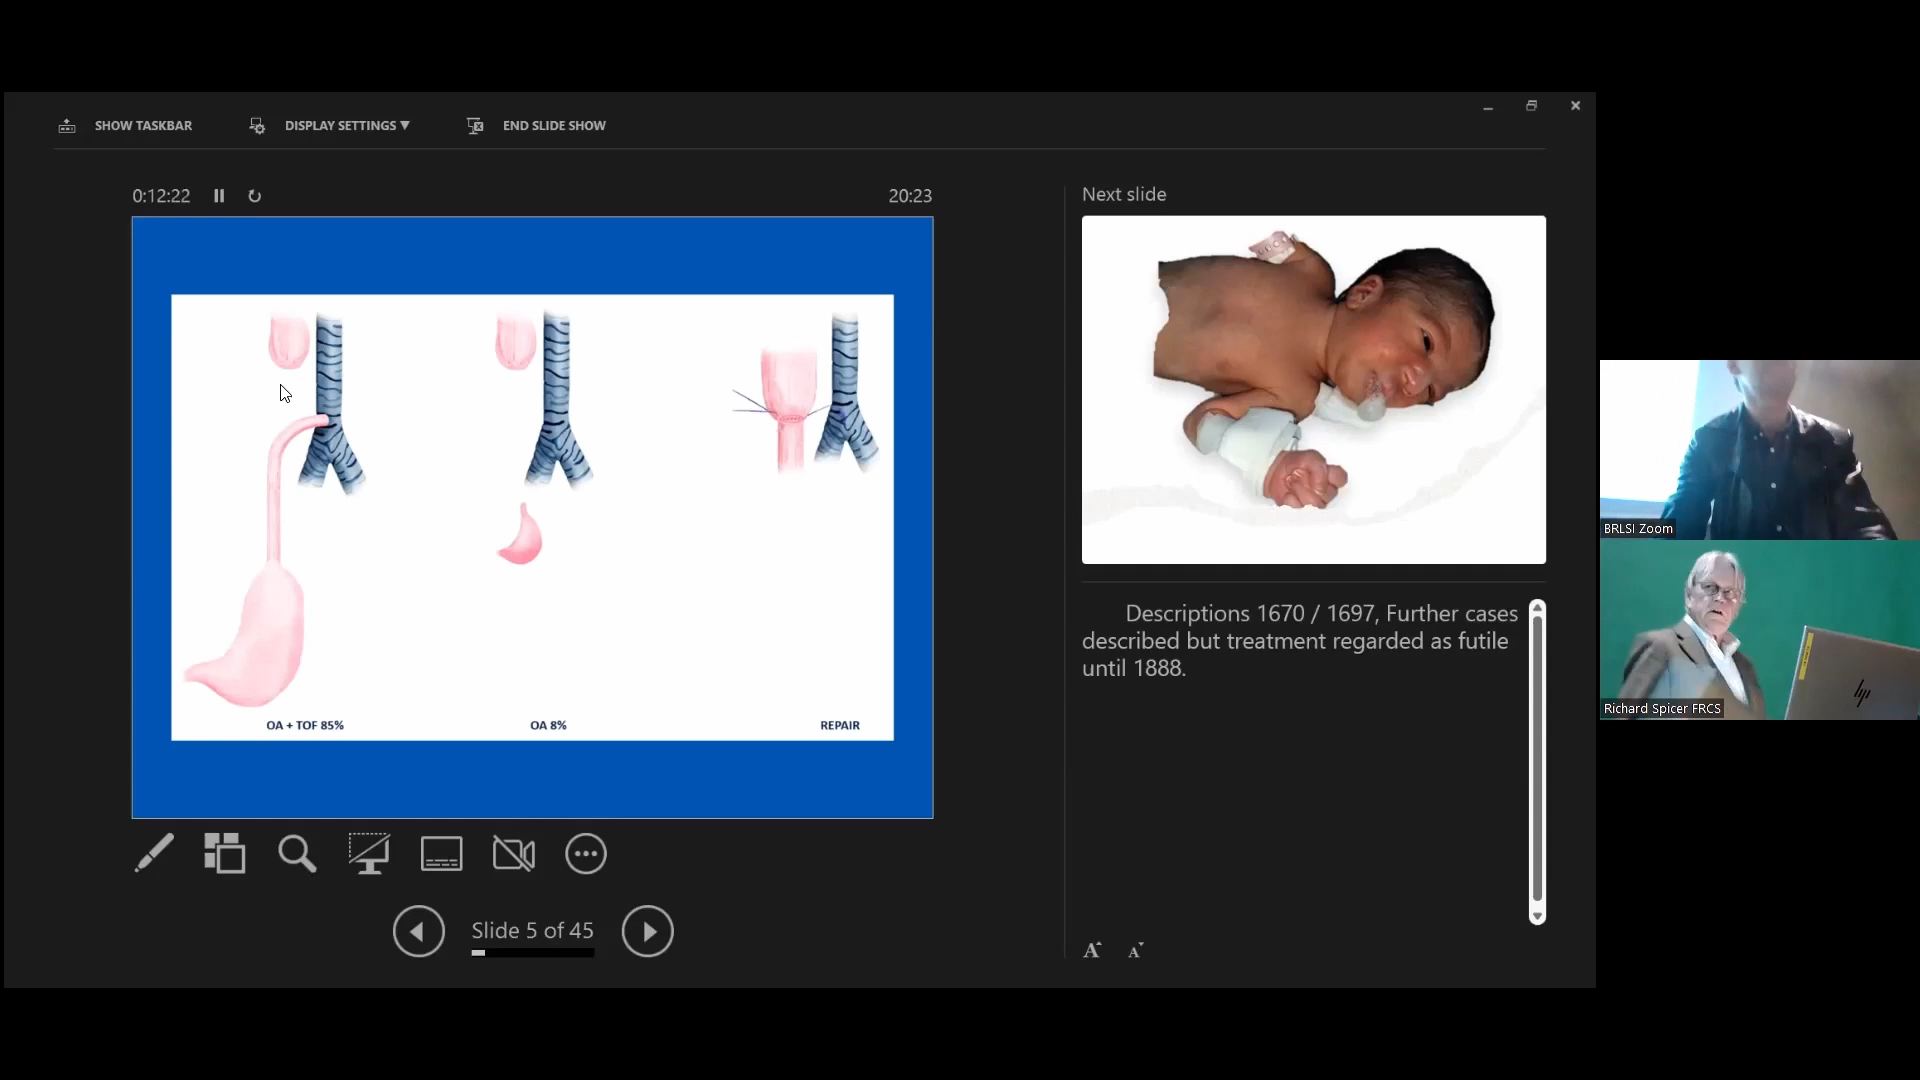 SHOW TASKBAR
DISPLAY SETTINGS ▼
END SLIDE SHOW
0:12:22
20:23
Next slide
OA + TOF 85%
OA 8%
REPAIR
Descriptions 1670 / 1697, Further cases
described but treatment regarded as futile
until 1888.
Slide 5 of 45
A
A
BRLSI Zoom
hp
Richard Spicer FRCS